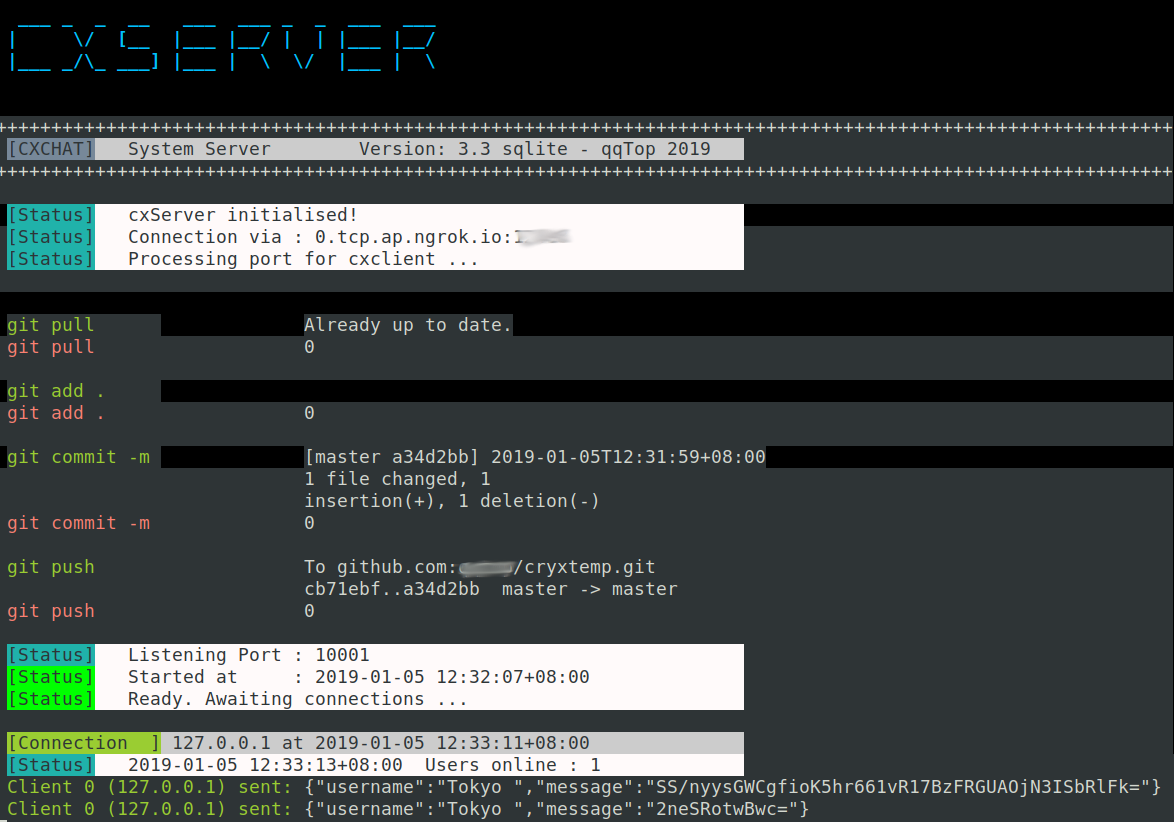 CXSERVER
++++++++++++++++++++++++++++++++++++++++++++++++++++++++++++++++++++++++++++++++++++++++++++++++++++++++++
[CXCHAT] System Server Version: 3.3 sqlite - qqTop 2019
++++++++++++++++++++++++++++++++++++++++++++++++++++++++++++++++++++++++++++++++++++++++++++++++++++++++++
[Status] cxServer initialised!
[Status] Connection via : 0.tcp.ap.ngrok.io:
[Status] Processing port for cxclient ...
git pull Already up to date.
git pull 0
git add .
git add . 0
git commit -m [master a34d2bb] 2019-01-05T12:31:59+08:00
1 file changed, 1
insertion(+), 1 deletion(-)
git commit -m 0
git push To github.com: /cryxtemp.git
cb71ebf..a34d2bb master -> master
git push 0
[Status] Listening Port : 10001
[Status] Started at : 2019-01-05 12:32:07+08:00
[Status] Ready. Awaiting connections ...
[Connection ] 127.0.0.1 at 2019-01-05 12:33:11+08:00
[Status] 2019-01-05 12:33:13+08:00 Users online : 1
Client 0 (127.0.0.1) sent: {"username":"Tokyo ","message":"SS/nyysGWCgfioK5hr661vR17BzFRGUAOjN3ISbRlFk="}
Client 0 (127.0.0.1) sent: {"username":"Tokyo ","message":"2neSRotwBwc="}